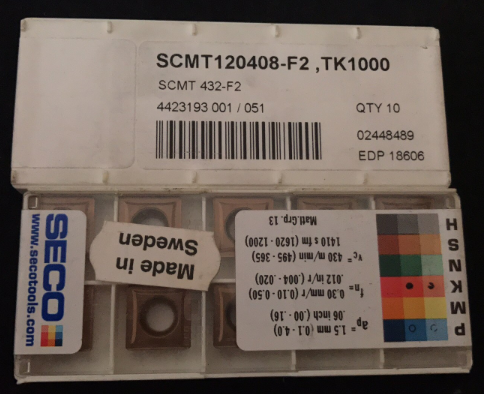 SCMT120408-F2 ,TK1000
SCMT 432-F2
4423193 001 / 051
QTY 10
02448489
EDP 18606
SECO
www.secotools.com
Made in
Sweden
P
M
K
N
S
H
ap = 1.5 mm (0.1-4.0)
.06 inch (.00-.16)
fn = 0.30 mm/r (0.10-0.50)
.012 in/r (.004-.020)
vc = 430 m/min (495-365)
1410 s fm (1620-1200)
Matl.Grp. 13